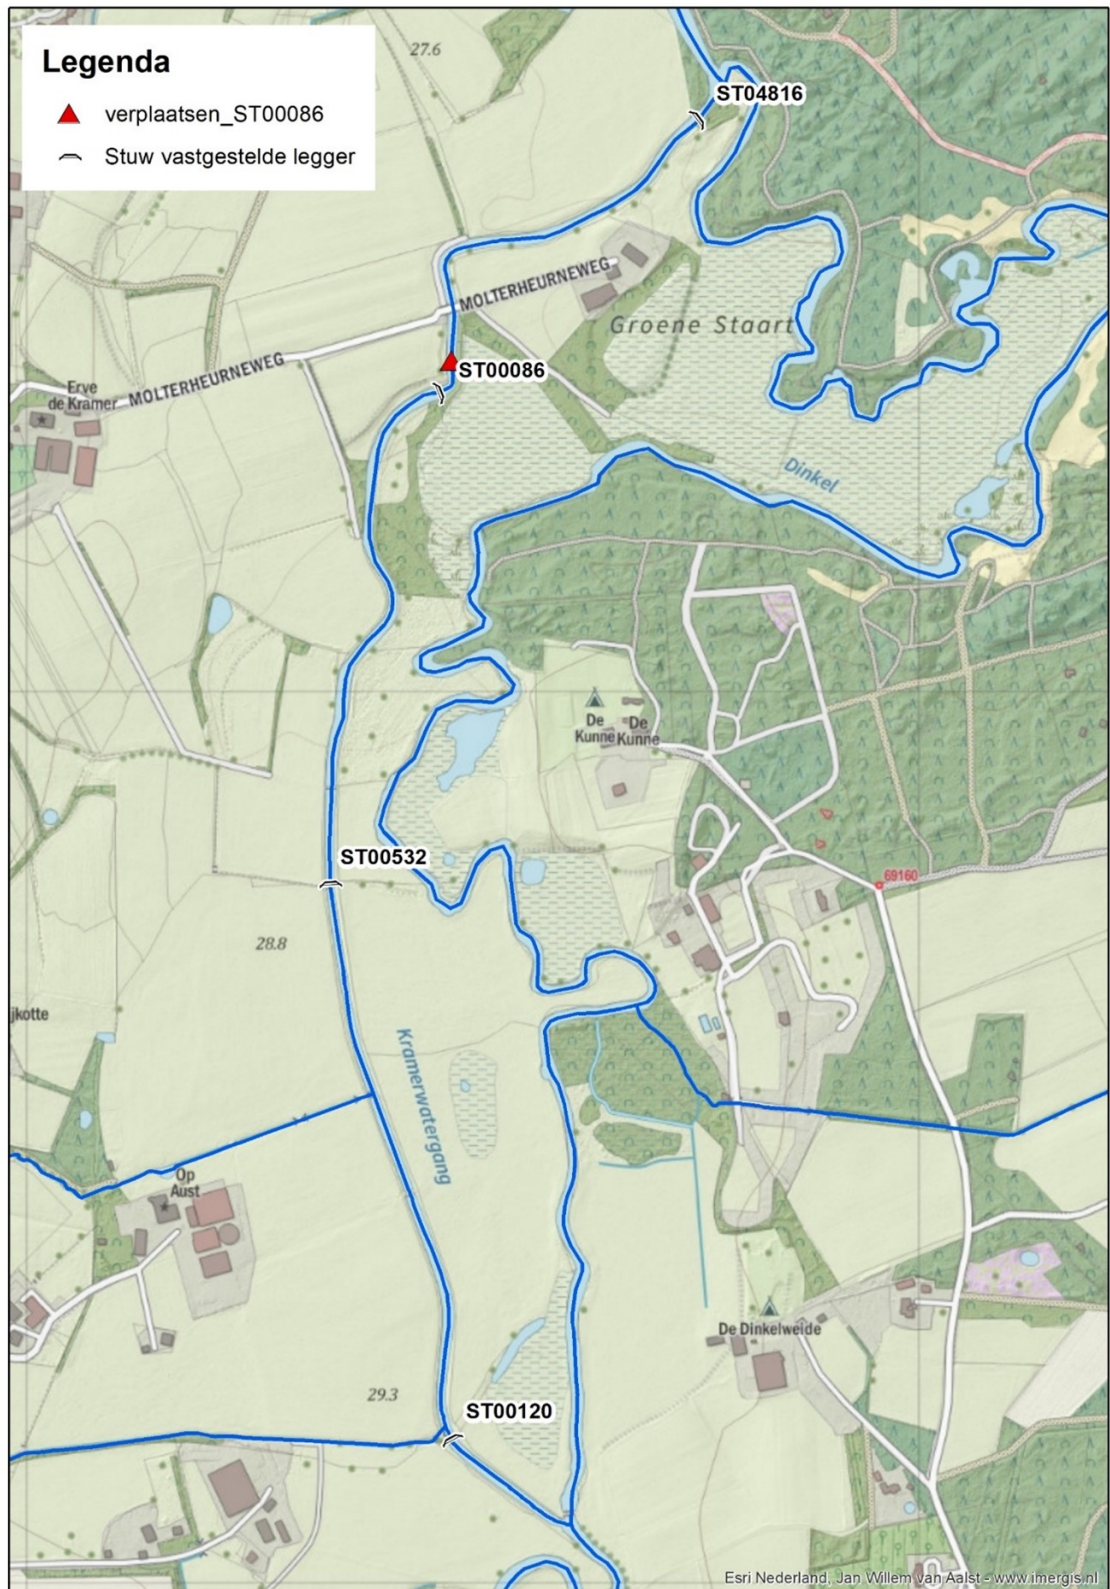 Legenda
verplaatsen_ST00086
Stuw vastgestelde legger
27.6
ST04816
MOLTERHEURNEWEG
Groene Staart
ST00086
MOLTERHEURNEWEG
Erve
de Kramer
Dinkel
De
Kunne
De
Kunne
ST00532
69160
28.8
jkotte
Kramerwatergang
Op
Aust
De Dinkelweide
29.3
ST00120
Esri Nederland, Jan Willem van Aalst - www.imergis.nl